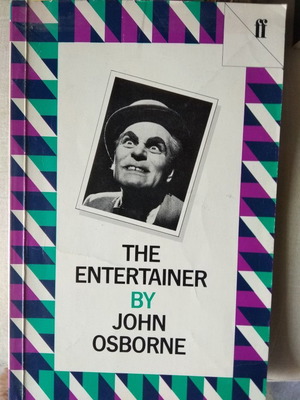 ff
THE
ENTERTAINER
BY
JOHN
OSBORNE